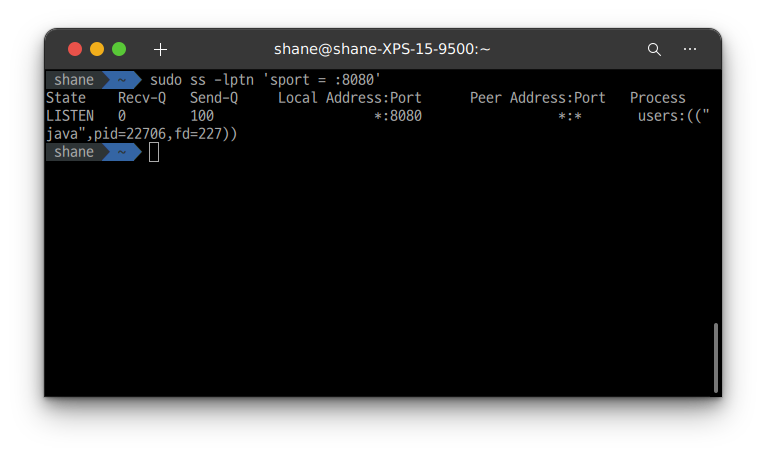 shane@shane-XPS-15-9500:~
shane ~ sudo ss -lptn 'sport = :8080'
State Recv-Q Send-Q Local Address:Port Peer Address:Port Process
LISTEN 0 100 *:8080 *:* users:(("
java",pid=22706,fd=227))
shane ~